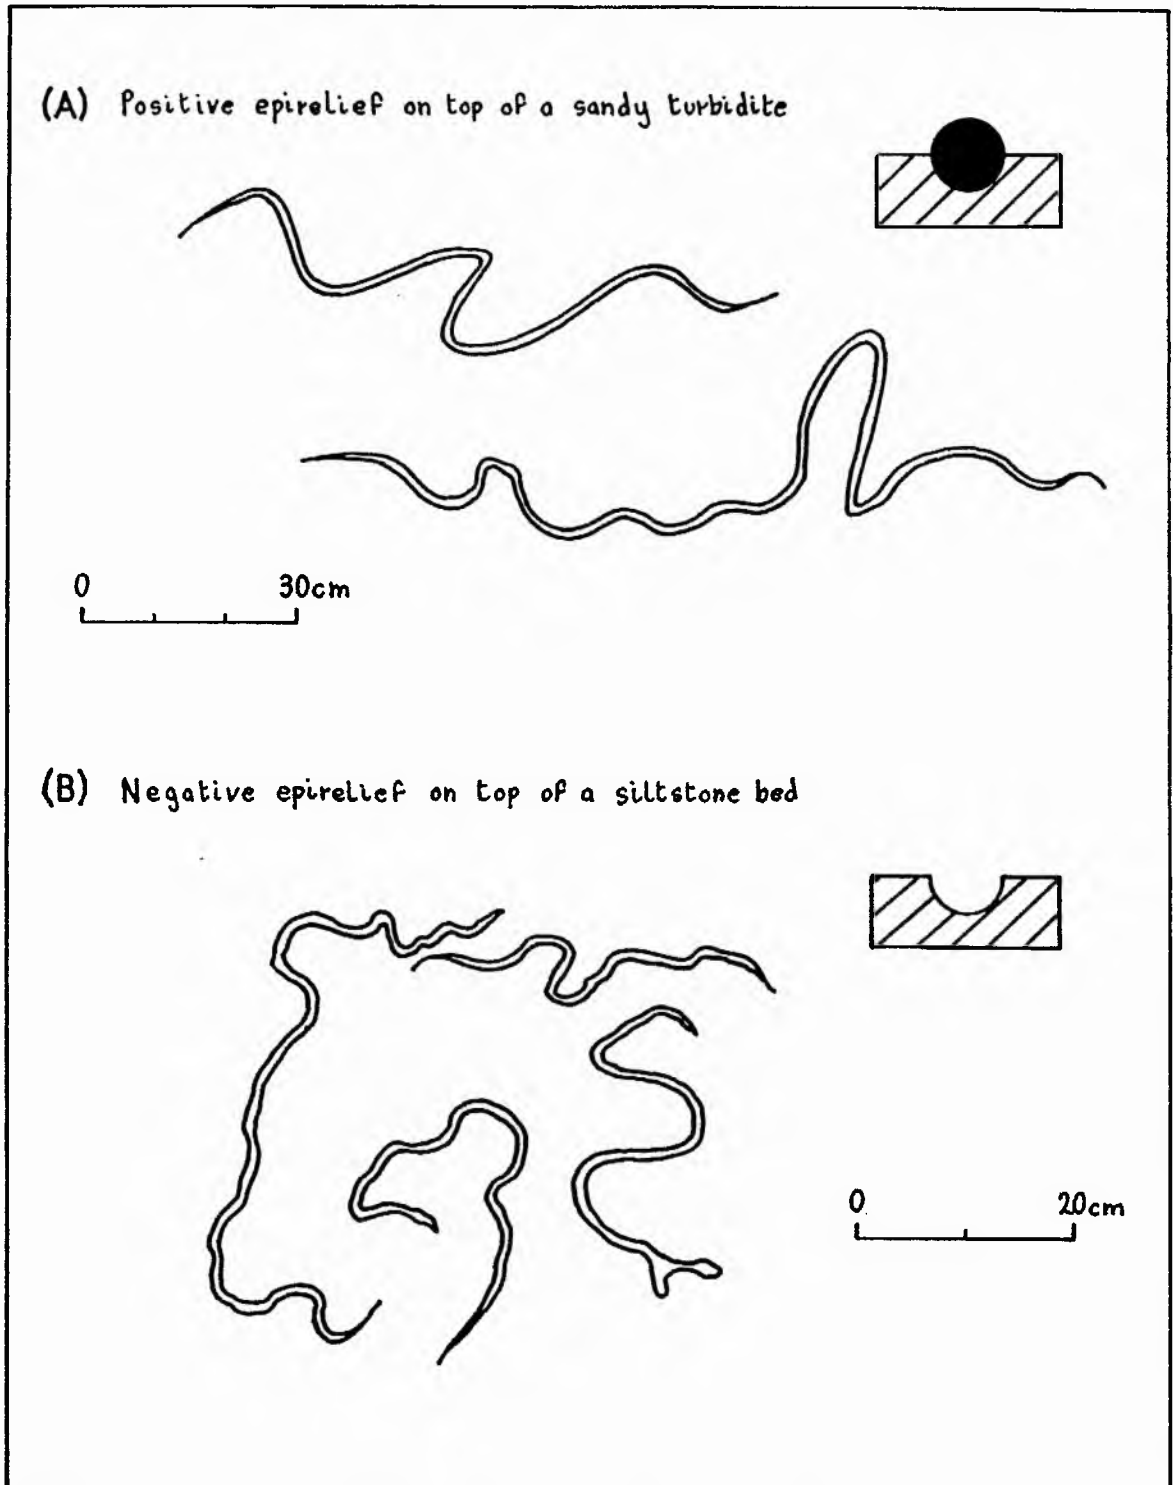 (A) Positive epirelief on top of a sandy turbidite
0 30cm
(B) Negative epirelief on top of a siltstone bed
0 20cm